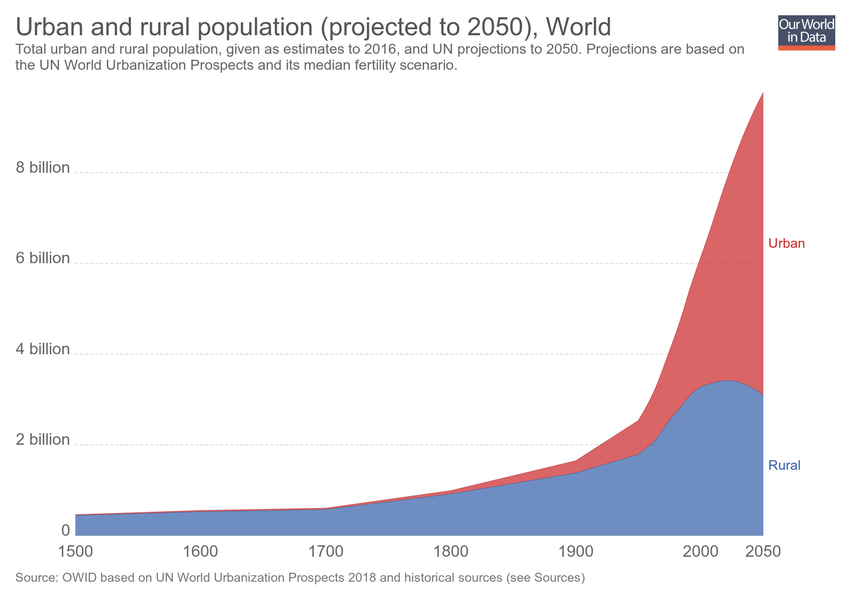 Urban and rural population (projected to 2050), World
Our World
in Data
Total urban and rural population, given as estimates to 2016, and UN projections to 2050. Projections are based on
the UN World Urbanization Prospects and its median fertility scenario.
8 billion
6 billion
4 billion
2 billion
0
Urban
Rural
1500 1600 1700 1800 1900 2000 2050
Source: OWID based on UN World Urbanization Prospects 2018 and historical sources (see Sources)